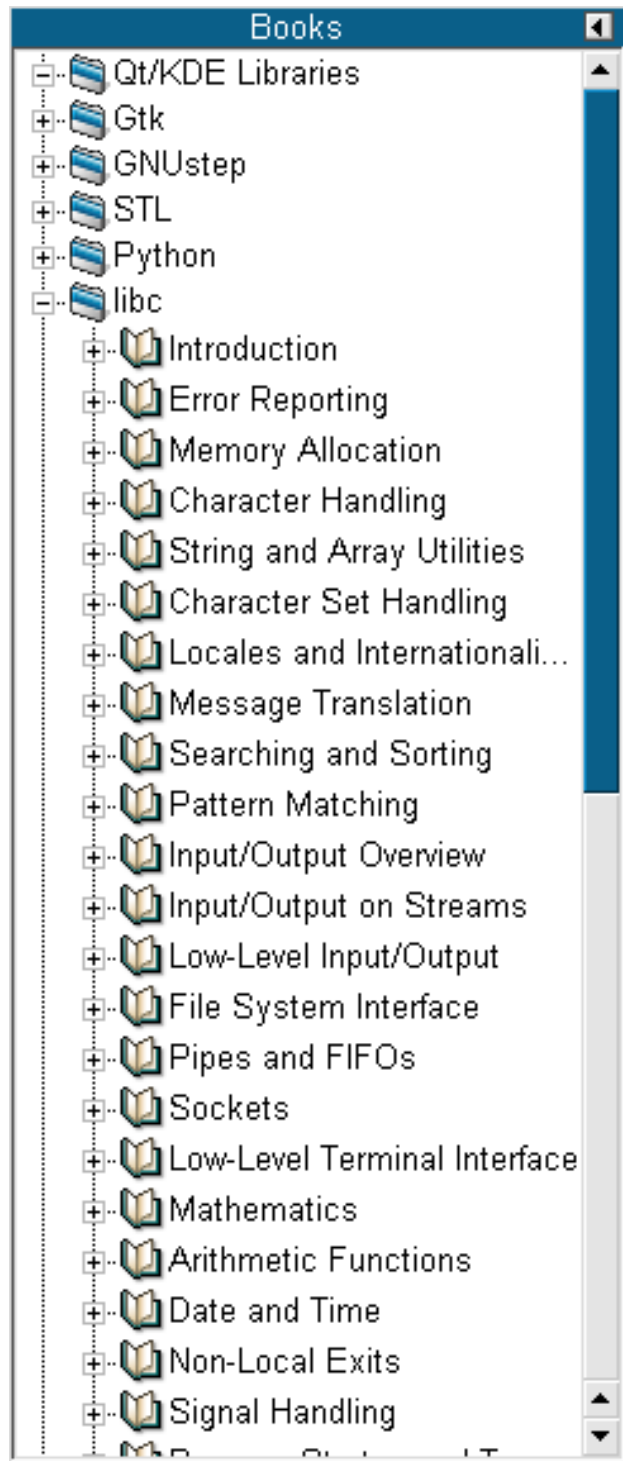 Books
Qt/KDE Libraries
Gtk
GNUstep
STL
Python
libc
Introduction
Error Reporting
Memory Allocation
Character Handling
String and Array Utilities
Character Set Handling
Locales and Internationali...
Message Translation
Searching and Sorting
Pattern Matching
Input/Output Overview
Input/Output on Streams
Low-Level Input/Output
File System Interface
Pipes and FIFOs
Sockets
Low-Level Terminal Interface
Mathematics
Arithmetic Functions
Date and Time
Non-Local Exits
Signal Handling